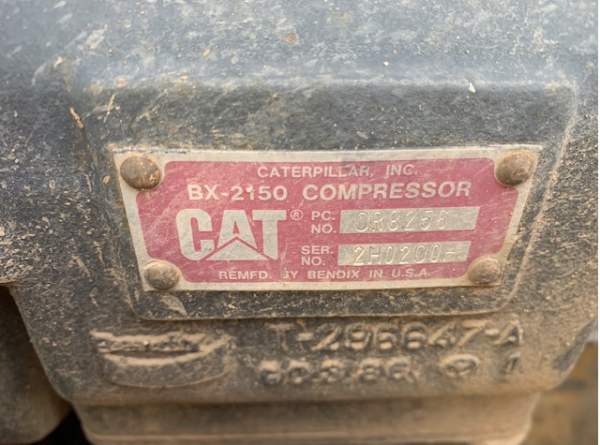 CATERPILLAR, INC.
BX-2150 COMPRESSOR
CAT® PC. NO. 0R8256
SER. NO. 2H0200-
REMFD. BY BENDIX IN U.S.A.
T-296647-A